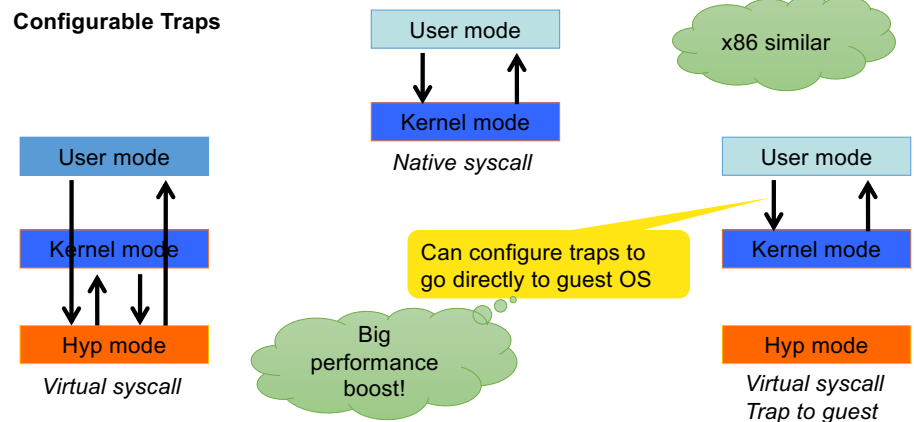 Configurable Traps
User mode
Kernel mode
Native syscall
x86 similar
User mode
Kernel mode
Hyp mode
Virtual syscall
Can configure traps to
go directly to guest OS
Big
performance
boost!
User mode
Kernel mode
Hyp mode
Virtual syscall
Trap to guest